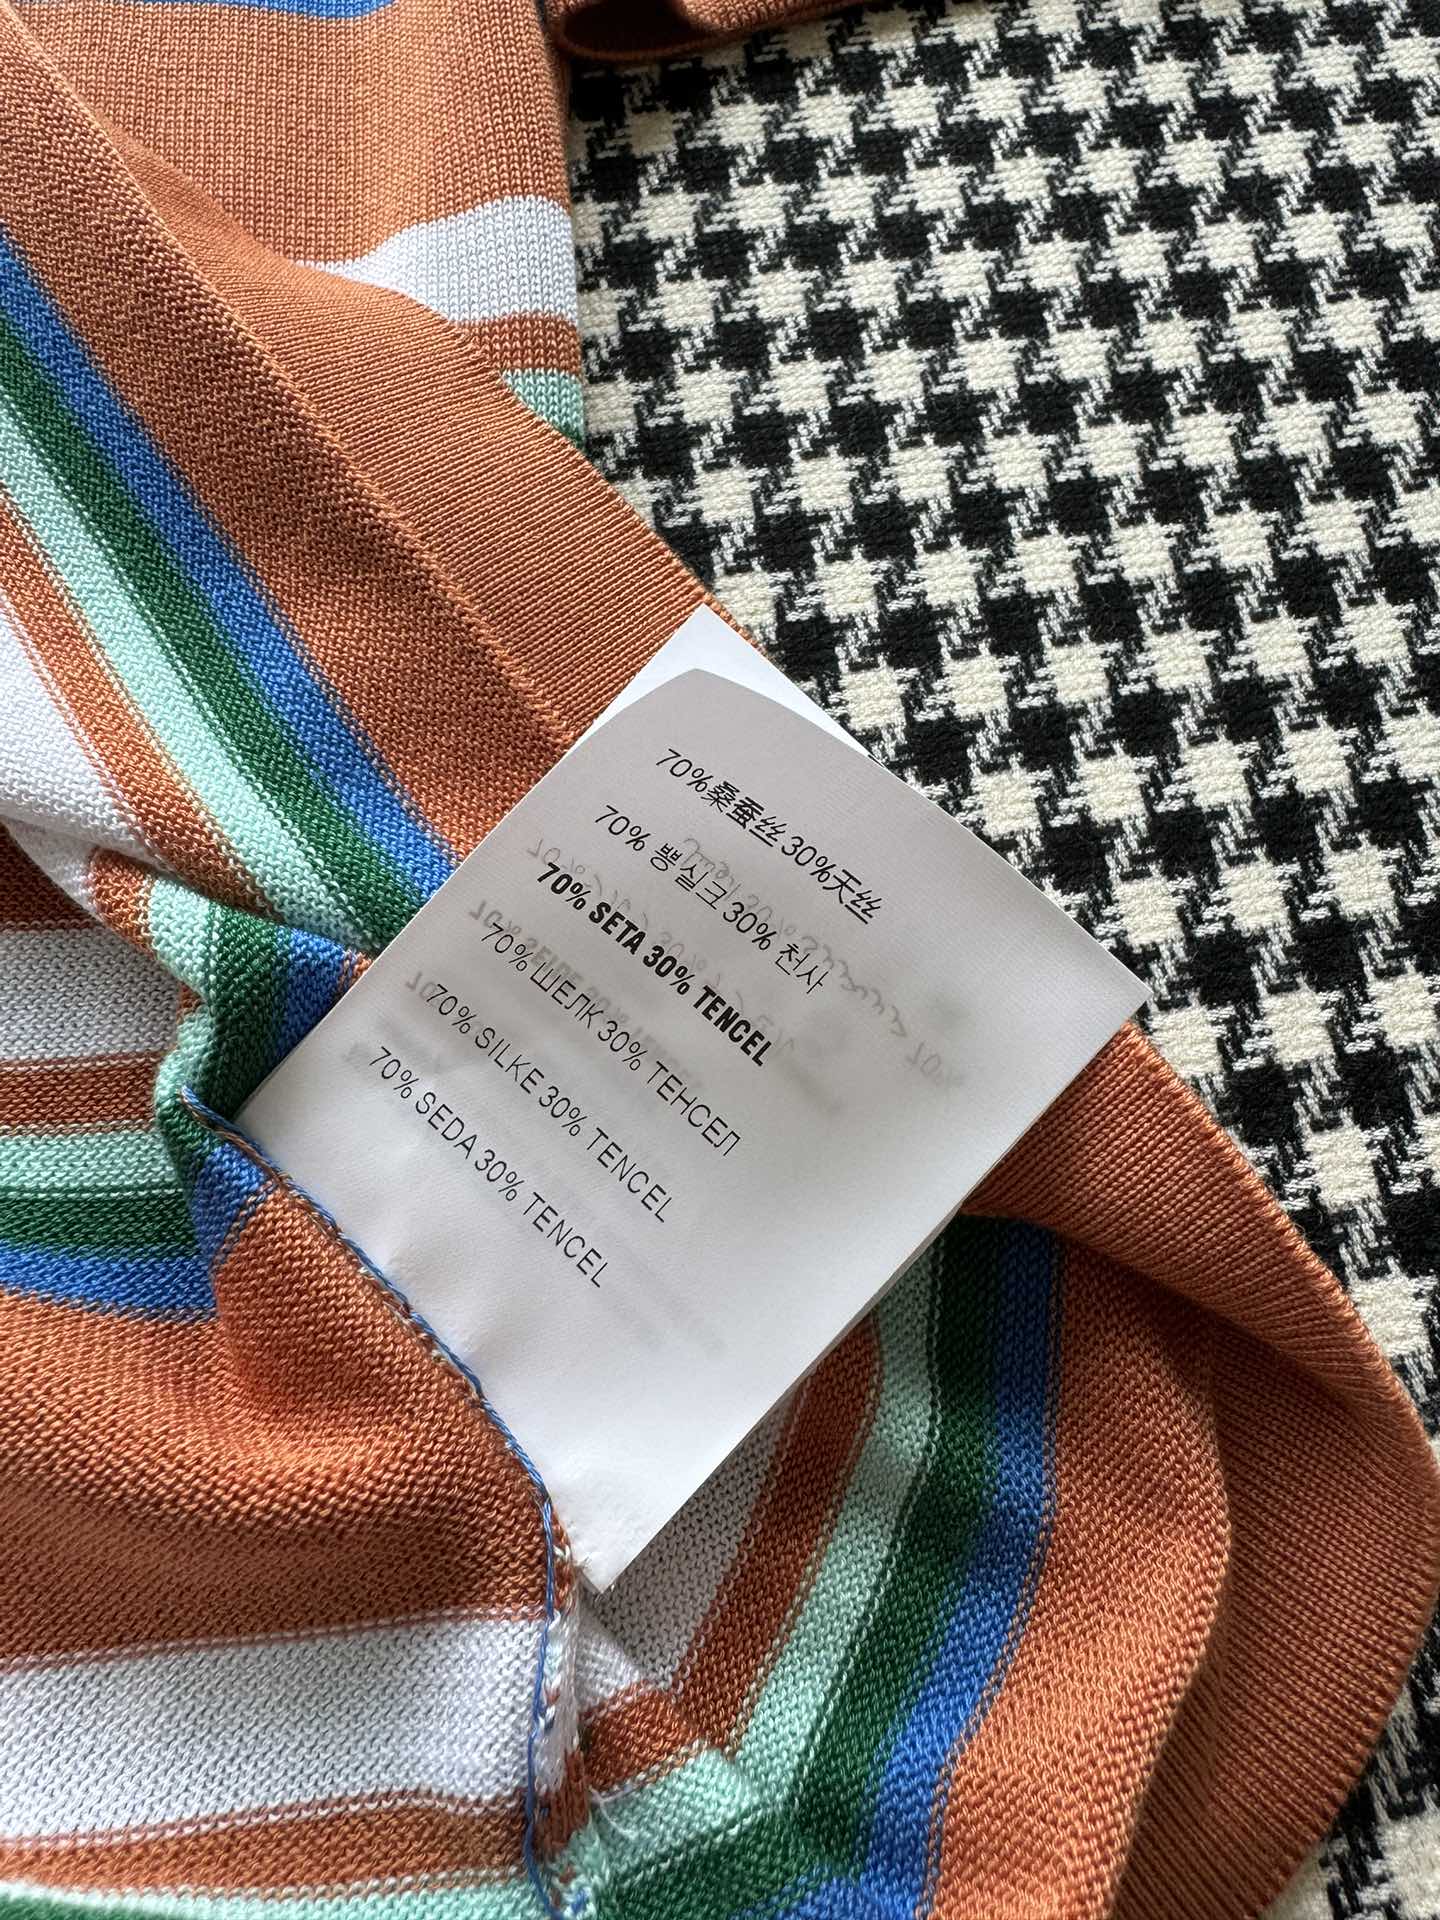 70%桑蚕丝 30%天丝
70% 뽕실크 30% 천사
70% SETA 30% TENCEL
70% ШЕЛК 30% ТЕНСЕЛ
70% SILKE 30% TENCEL
70% SEDA 30% TENCEL